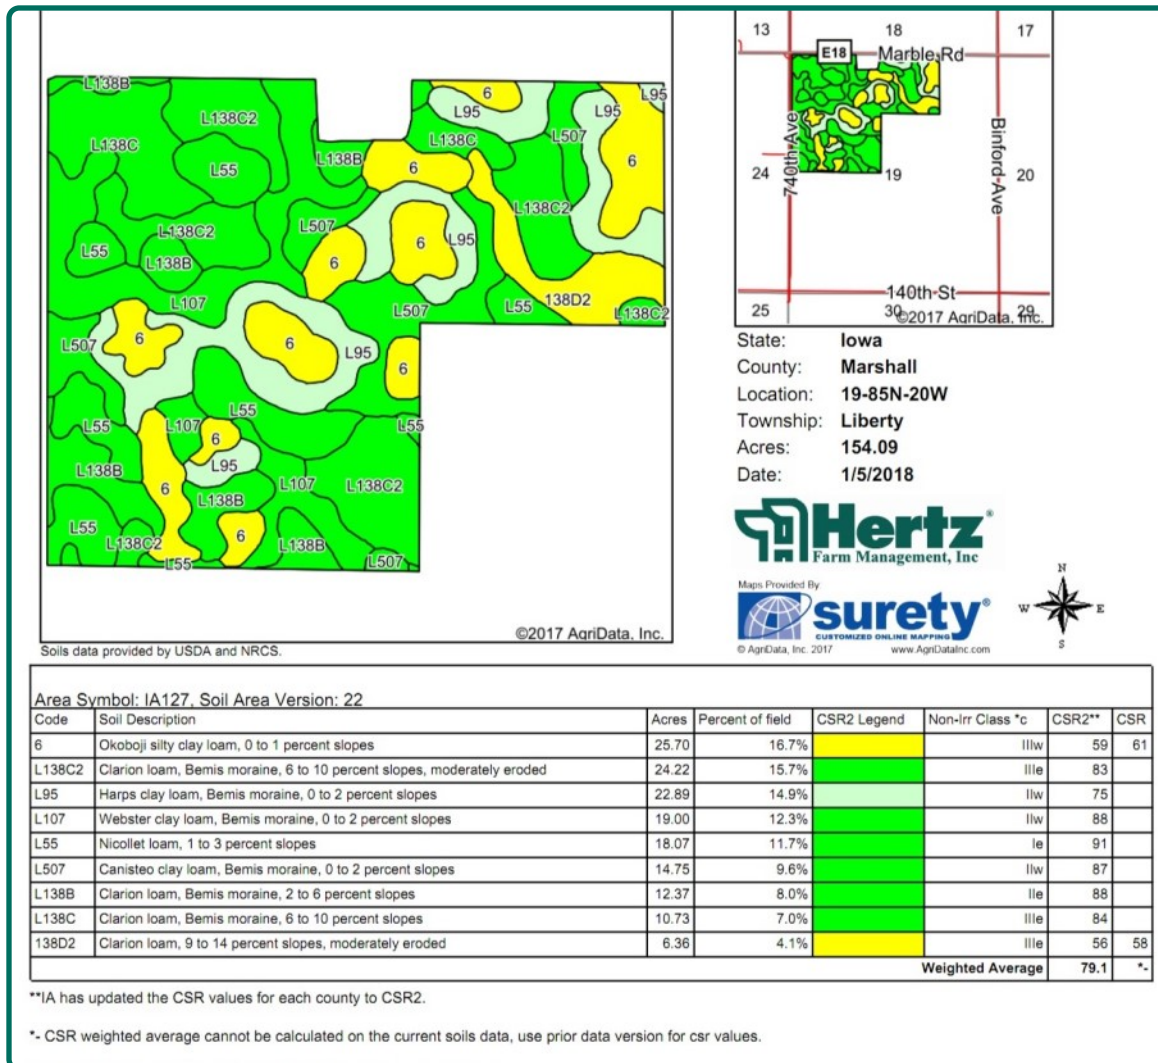 L138B
6
L95
L95
L138C2
L95
L138C
L507
L138C
L138B
6
L55
6
L138C2
L138C2
L507
L55
L95
6
L138B
6
138D2
L107
L507
L55
L138C2
L507
6
6
L95
6
L55
L55
L107
L55
6
L95
L138B
6
L107
L138C2
L138B
L55
6
L138C2
L138B
L507
L55
©2017 AgriData, Inc.
Soils data provided by USDA and NRCS.
13
18
17
E18
Marble Rd
740th Ave
Binford Ave
24
19
20
140th St
25
30
29
©2017 AgriData, Inc.
State: Iowa
County: Marshall
Location: 19-85N-20W
Township: Liberty
Acres: 154.09
Date: 1/5/2018
Hertz®
Farm Management, Inc
Maps Provided By
surety®
CUSTOMIZED ONLINE MAPPING
© AgriData, Inc. 2017 www.AgriDataInc.com
N
W E
S
Area Symbol: IA127, Soil Area Version: 22
Code Soil Description Acres Percent of field CSR2 Legend Non-Irr Class *c CSR2** CSR
6 Okoboji silty clay loam, 0 to 1 percent slopes 25.70 16.7% IIIw 59 61
L138C2 Clarion loam, Bemis moraine, 6 to 10 percent slopes, moderately eroded 24.22 15.7% IIIe 83
L95 Harps clay loam, Bemis moraine, 0 to 2 percent slopes 22.89 14.9% IIw 75
L107 Webster clay loam, Bemis moraine, 0 to 2 percent slopes 19.00 12.3% IIw 88
L55 Nicollet loam, 1 to 3 percent slopes 18.07 11.7% Ie 91
L507 Canisteo clay loam, Bemis moraine, 0 to 2 percent slopes 14.75 9.6% IIw 87
L138B Clarion loam, Bemis moraine, 2 to 6 percent slopes 12.37 8.0% IIe 88
L138C Clarion loam, Bemis moraine, 6 to 10 percent slopes 10.73 7.0% IIIe 84
138D2 Clarion loam, 9 to 14 percent slopes, moderately eroded 6.36 4.1% IIIe 56 58
Weighted Average 79.1 *-
**IA has updated the CSR values for each county to CSR2.
*- CSR weighted average cannot be calculated on the current soils data, use prior data version for csr values.